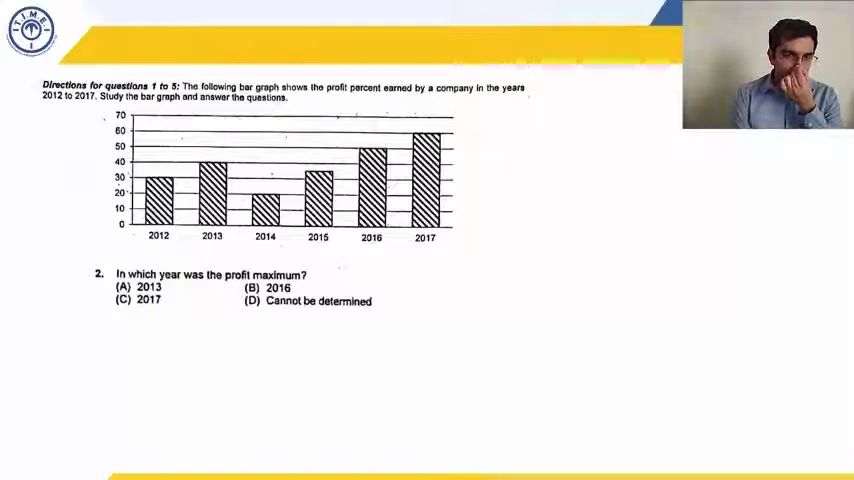 T.I.M.E.
Directions for questions 1 to 5: The following bar graph shows the profit percent earned by a company in the years
2012 to 2017. Study the bar graph and answer the questions.
70
60
50
40
30
20
10
0
2012 2013 2014 2015 2016 2017
2. In which year was the profit maximum?
(A) 2013 (B) 2016
(C) 2017 (D) Cannot be determined